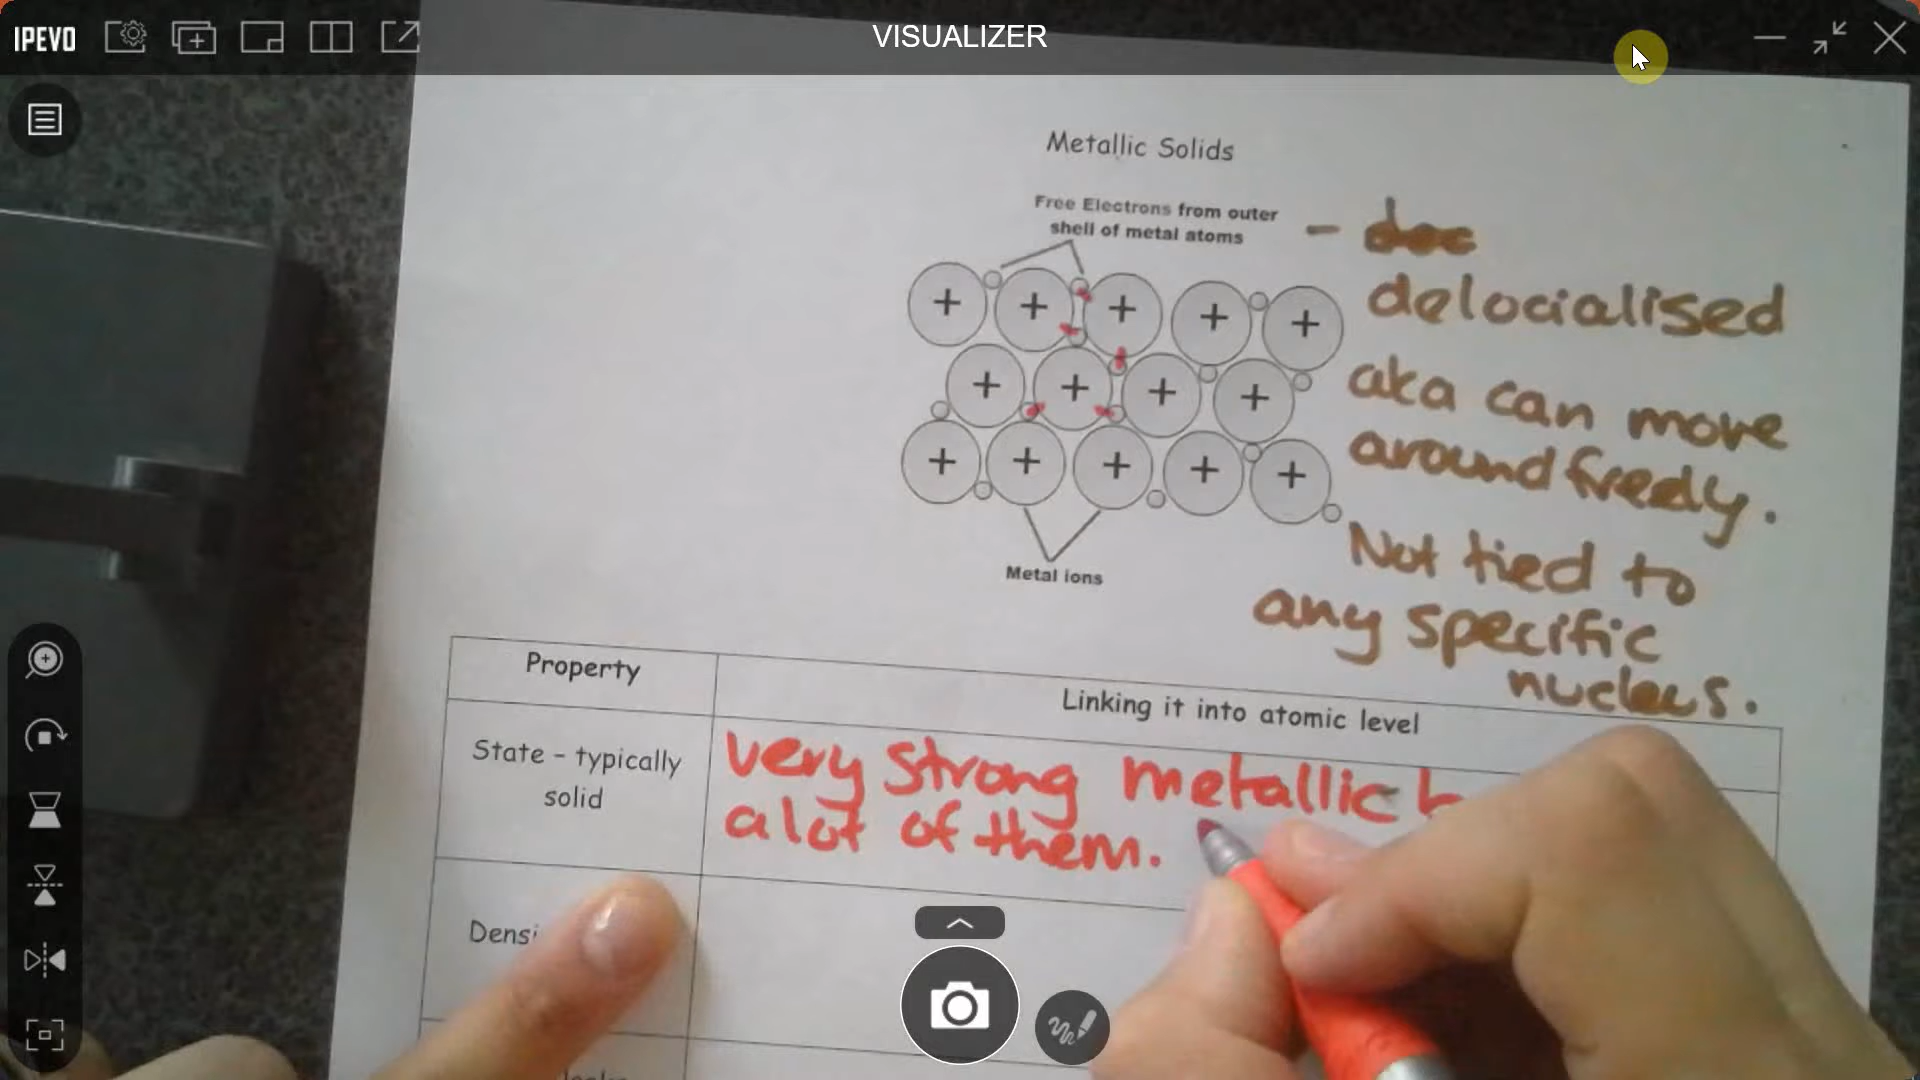 IPEVO
VISUALIZER
Metallic Solids
Free Electrons from outer
shell of metal atoms
-
delocialised
aka can move
around freely.
Not tied to
any specific
nucleus.
+ + + + +
+ + + +
+ + + + +
Metal ions
Property
Linking it into atomic level
State - typically
solid
very strong metallic
a lot of them.